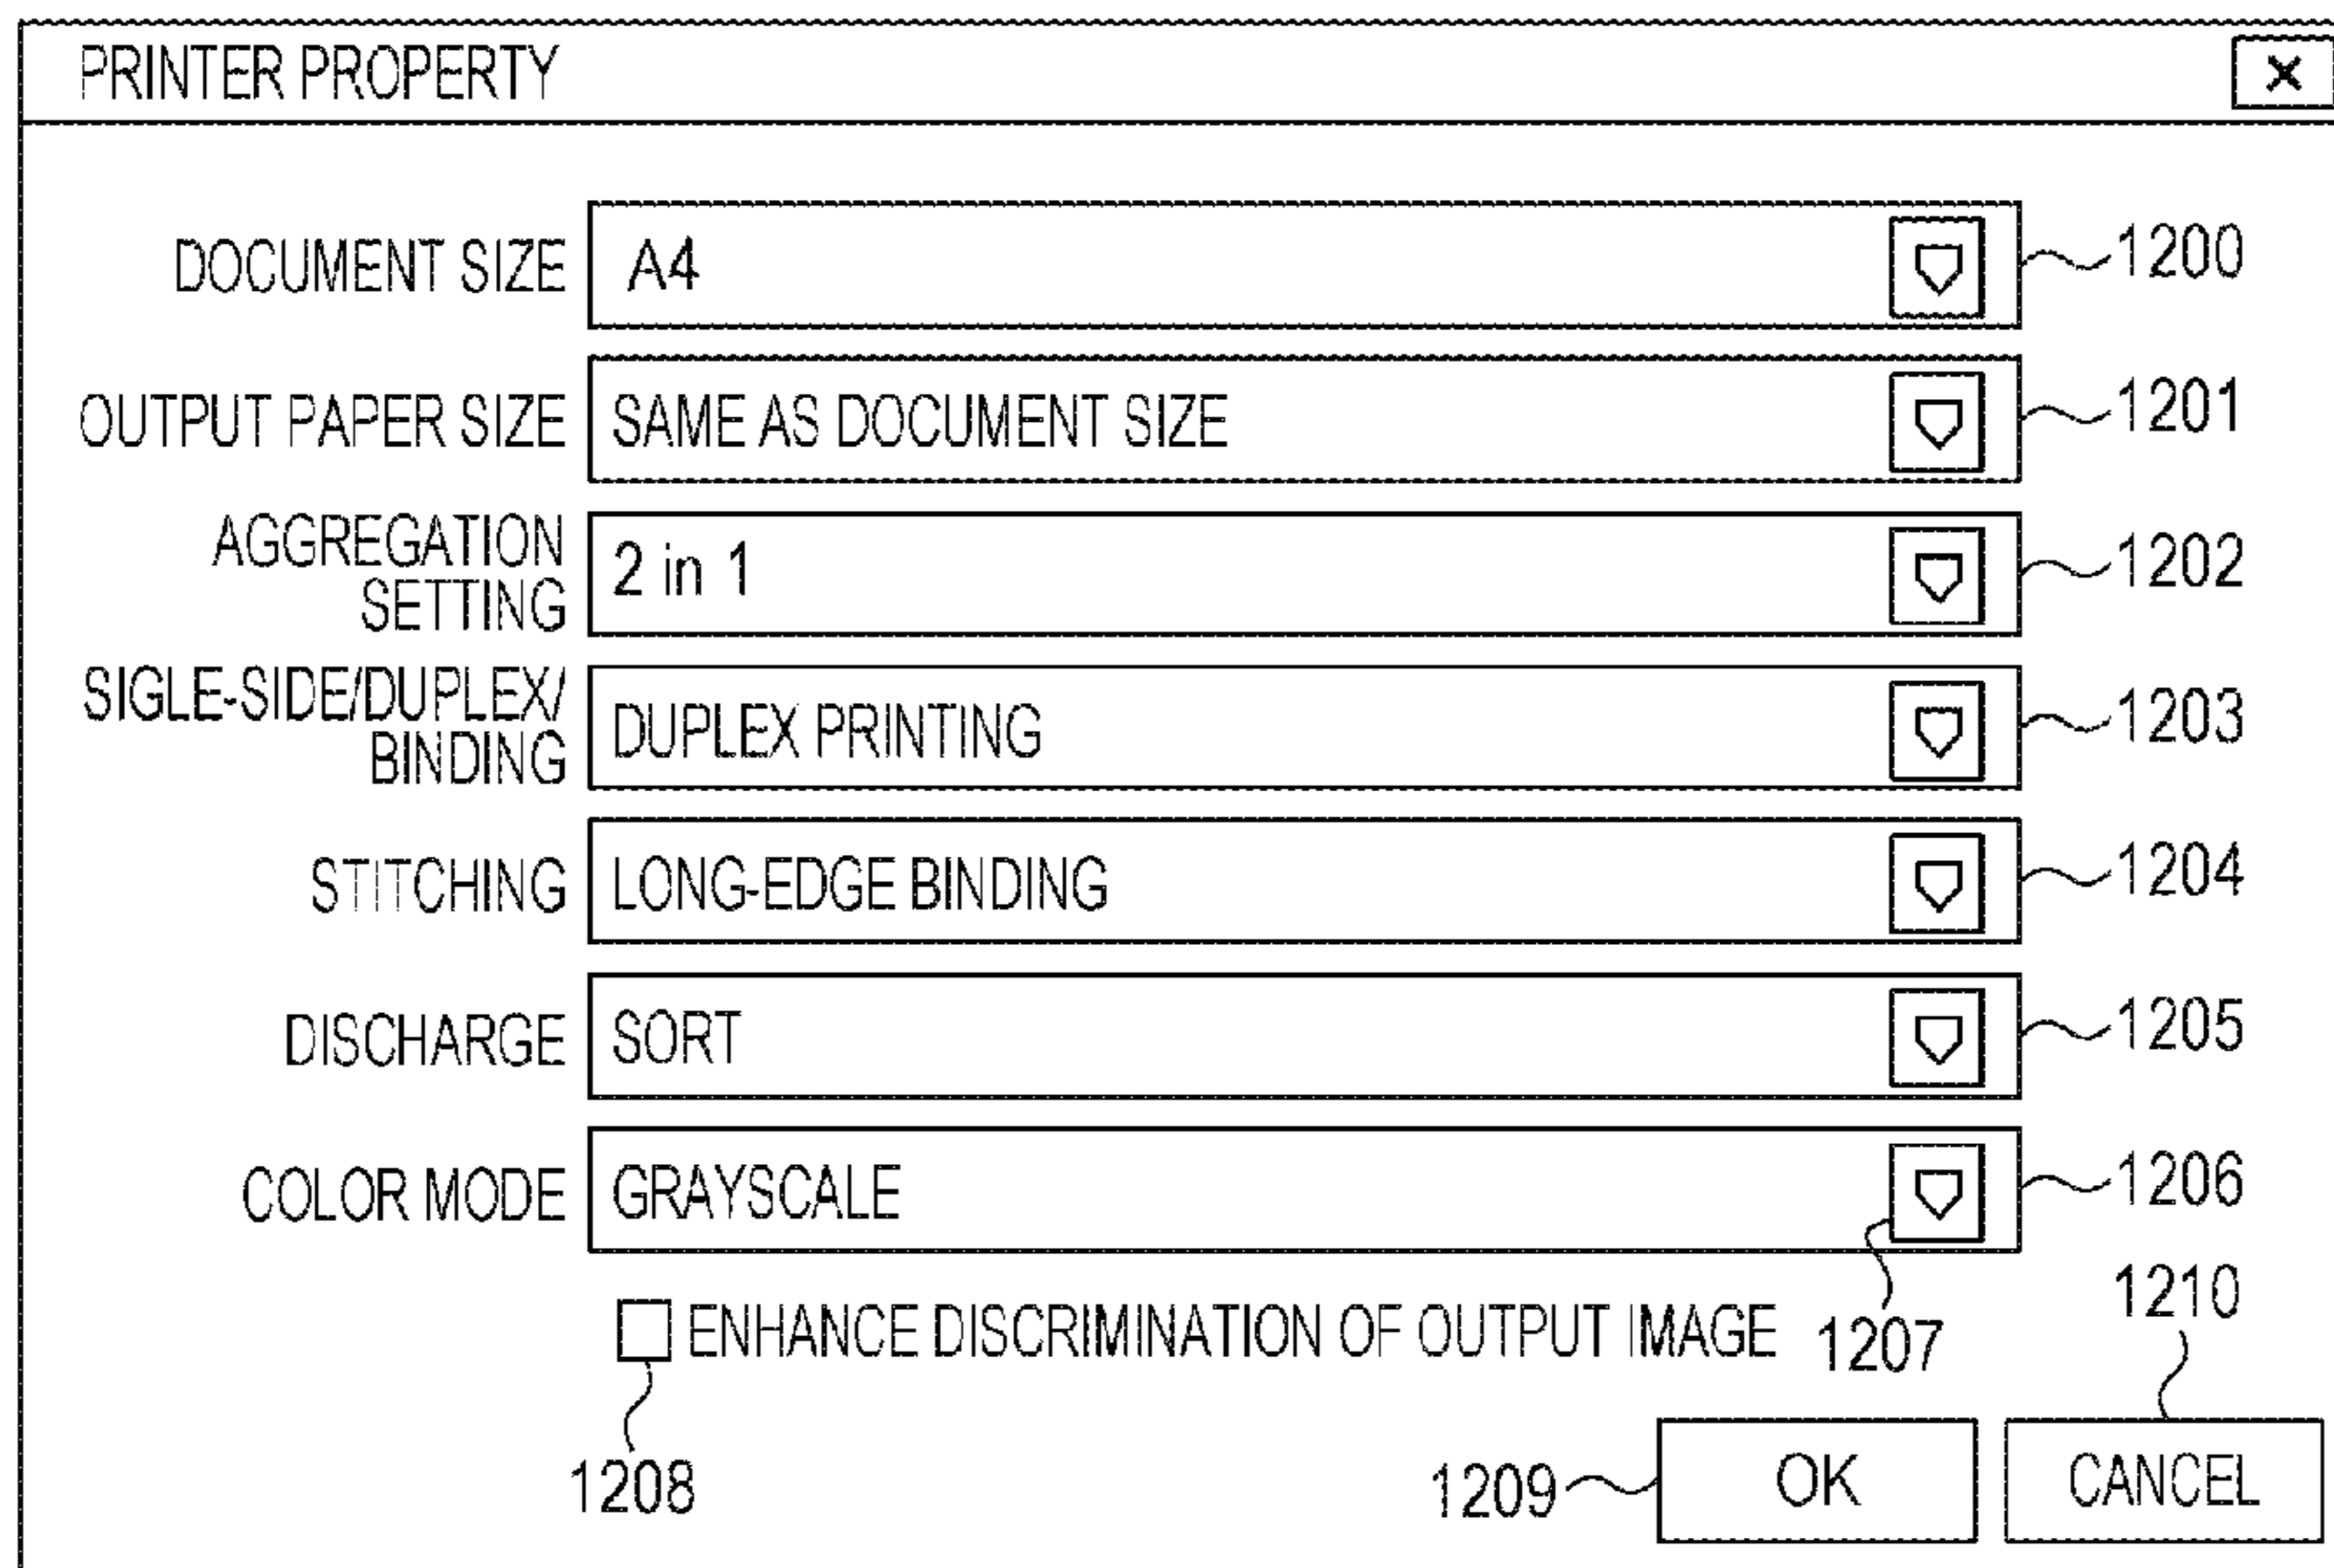 PRINTER PROPERTY
DOCUMENT SIZE A4 1200
OUTPUT PAPER SIZE SAME AS DOCUMENT SIZE 1201
AGGREGATION
SETTING 2 in 1 1202
SIGLE-SIDE/DUPLEX/
BINDING DUPLEX PRINTING 1203
STITCHING LONG-EDGE BINDING 1204
DISCHARGE SORT 1205
COLOR MODE GRAYSCALE 1206
ENHANCE DISCRIMINATION OF OUTPUT IMAGE 1207 1210
1208 1209 OK CANCEL